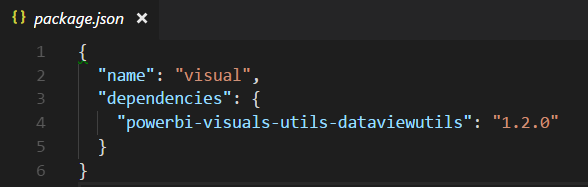 {} package.json ×
1 {
2 "name": "visual",
3 "dependencies": {
4 "powerbi-visuals-utils-dataviewutils": "1.2.0"
5 }
6 }